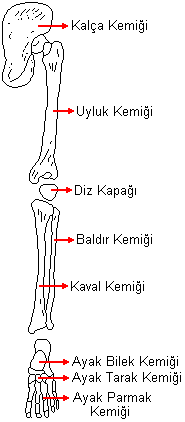 Kalça Kemiği
Uyluk Kemiği
Diz Kapağı
Baldır Kemiği
Kaval Kemiği
Ayak Bilek Kemiği
Ayak Tarak Kemiği
Ayak Parmak
Kemiği